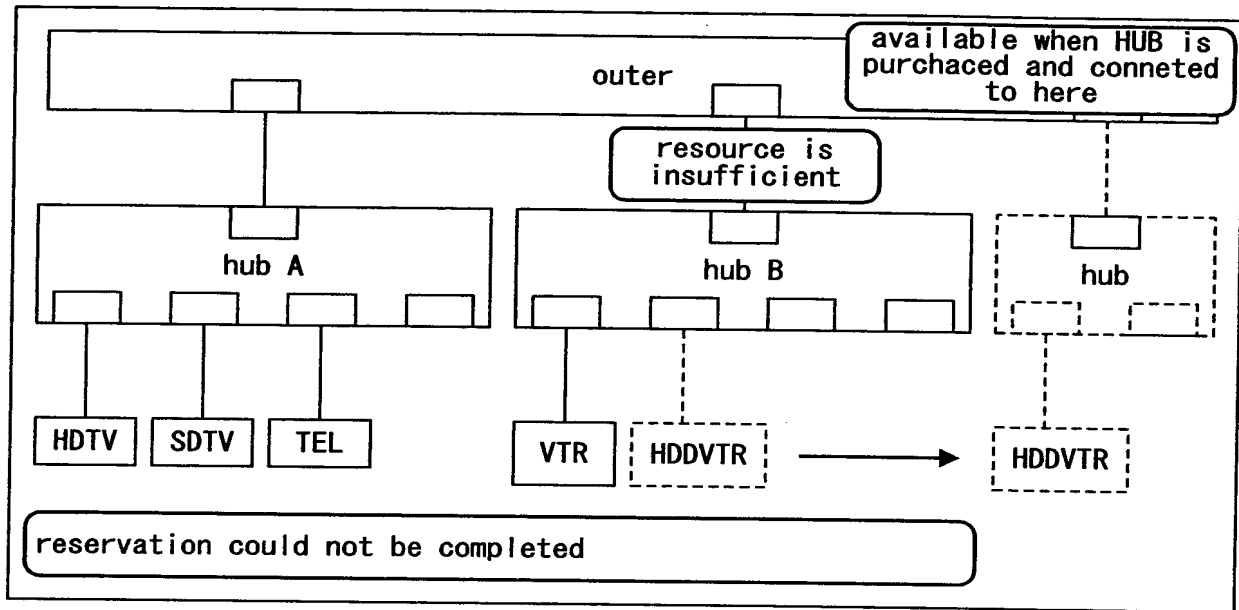 available when HUB is
purchaced and conneted
to here
outer
resource is
insufficient
hub A
hub B
hub
HDTV
SDTV
TEL
VTR
HDDVTR
HDDVTR
reservation could not be completed